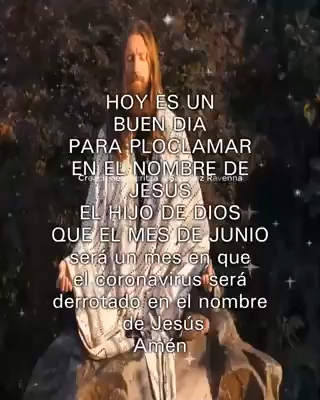 HOY ES UN
BUEN DIA
PARA PLOCLAMAR
EN EL NOMBRE DE
JESUS
EL HIJO DE DIOS
QUE EL MES DE JUNIO
será un mes en que
el coronavirus será
derrotado en el nombre
de Jesús
Amén